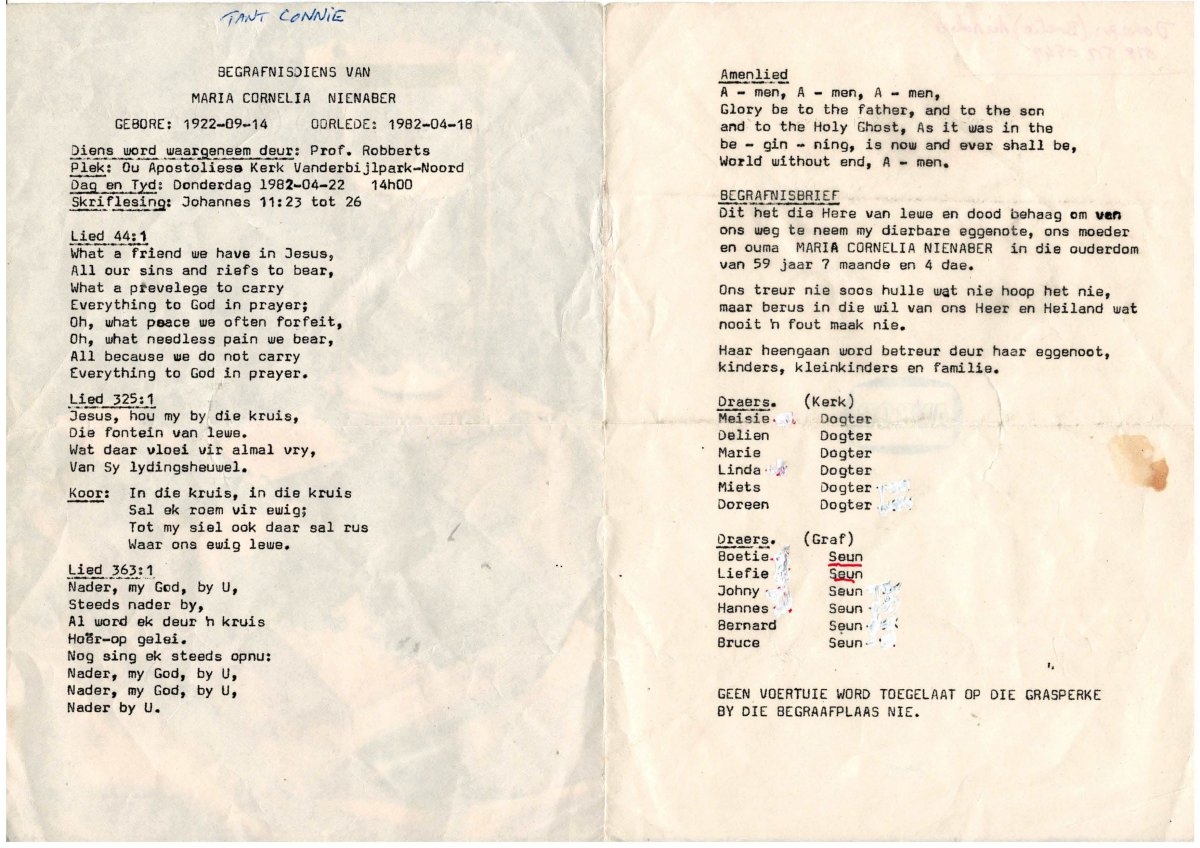 TANT CONNIE
BEGRAFNISDIENS VAN
MARIA CORNELIA NIENABER
GEBORE: 1922-09-14 OORLEDE: 1982-04-18
Diens word waargeneem deur: Prof. Robberts
Plek: Ou Apostoliese Kerk Vanderbijlpark-Noord
Dag en Tyd: Donderdag 1982-04-22 14h00
Skriflesing: Johannes 11:23 tot 26
Lied 44:1
What a friend we have in Jesus,
All our sins and riefs to bear,
What a prevelege to carry
Everything to God in prayer;
Oh, what peace we often forfeit,
Oh, what needless pain we bear,
All because we do not carry
Everything to God in prayer.
Lied 325:1
Jesus, hou my by die kruis,
Die fontein van lewe.
Wat daar vloei vir almal vry,
Van Sy lydingsheuwel.
Koor: In die kruis, in die kruis
Sal ek roem vir ewig;
Tot my siel ook daar sal rus
Waar ons ewig lewe.
Lied 363:1
Nader, my God, by U,
Steeds nader by,
Al word ek deur 'n kruis
Hoër-op gelei.
Nog sing ek steeds opnu:
Nader, my God, by U,
Nader, my God, by U,
Nader by U.
Amenlied
A - men, A - men, A - men,
Glory be to the father, and to the son
and to the Holy Ghost, As it was in the
be - gin - ning, is now and ever shall be,
World without end, A - men.
BEGRAFNISBRIEF
Dit het die Here van lewe en dood behaag om van
ons weg te neem my dierbare eggenote, ons moeder
en ouma MARIA CORNELIA NIENABER in die ouderdom
van 59 jaar 7 maande en 4 dae.
Ons treur nie soos hulle wat nie hoop het nie,
maar berus in die wil van ons Heer en Heiland wat
nooit 'n fout maak nie.
Haar heengaan word betreur deur haar eggenoot,
kinders, kleinkinders en familie.
Draers. (Kerk)
Meisie Dogter
Delien Dogter
Marie Dogter
Linda Dogter
Miets Dogter
Doreen Dogter
Draers. (Graf)
Boetie Seun
Liefie Seun
Johny Seun
Hannes Seun
Bernard Seun
Bruce Seun
GEEN VOERTUIE WORD TOEGELAAT OP DIE GRASPERKE
BY DIE BEGRAAFPLAAS NIE.